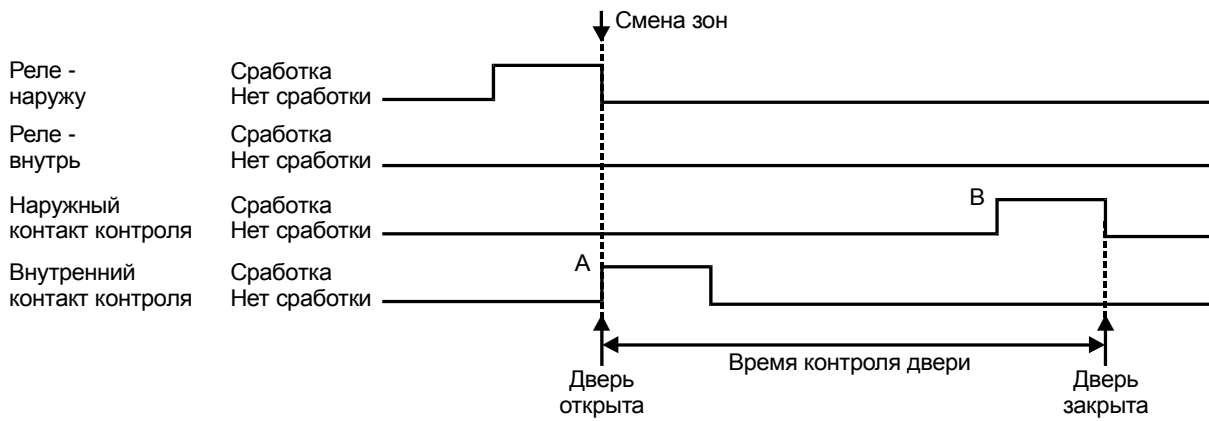 Смена зон
Реле -
наружу
Сработка
Нет сработки
Реле -
внутрь
Сработка
Нет сработки
Наружный
контакт контроля
Сработка
Нет сработки
B
Внутренний
контакт контроля
Сработка
Нет сработки
A
Время контроля двери
Дверь
открыта
Дверь
закрыта